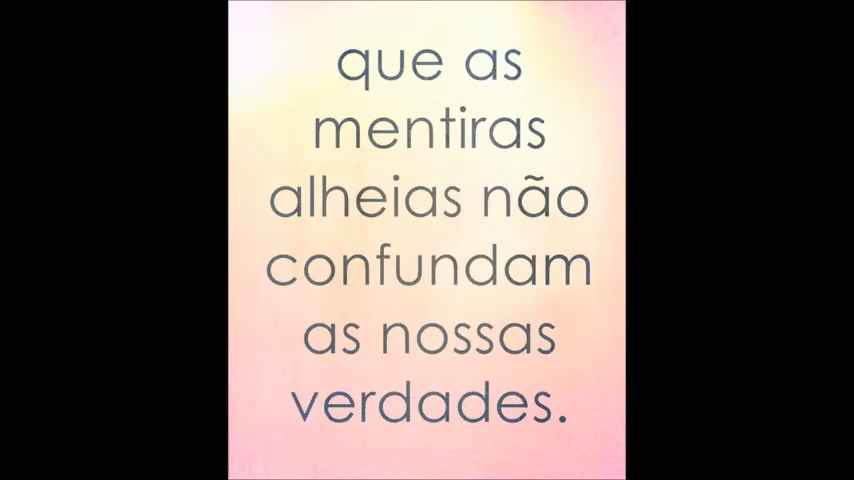 que as
mentiras
alheias não
confundam
as nossas
verdades.